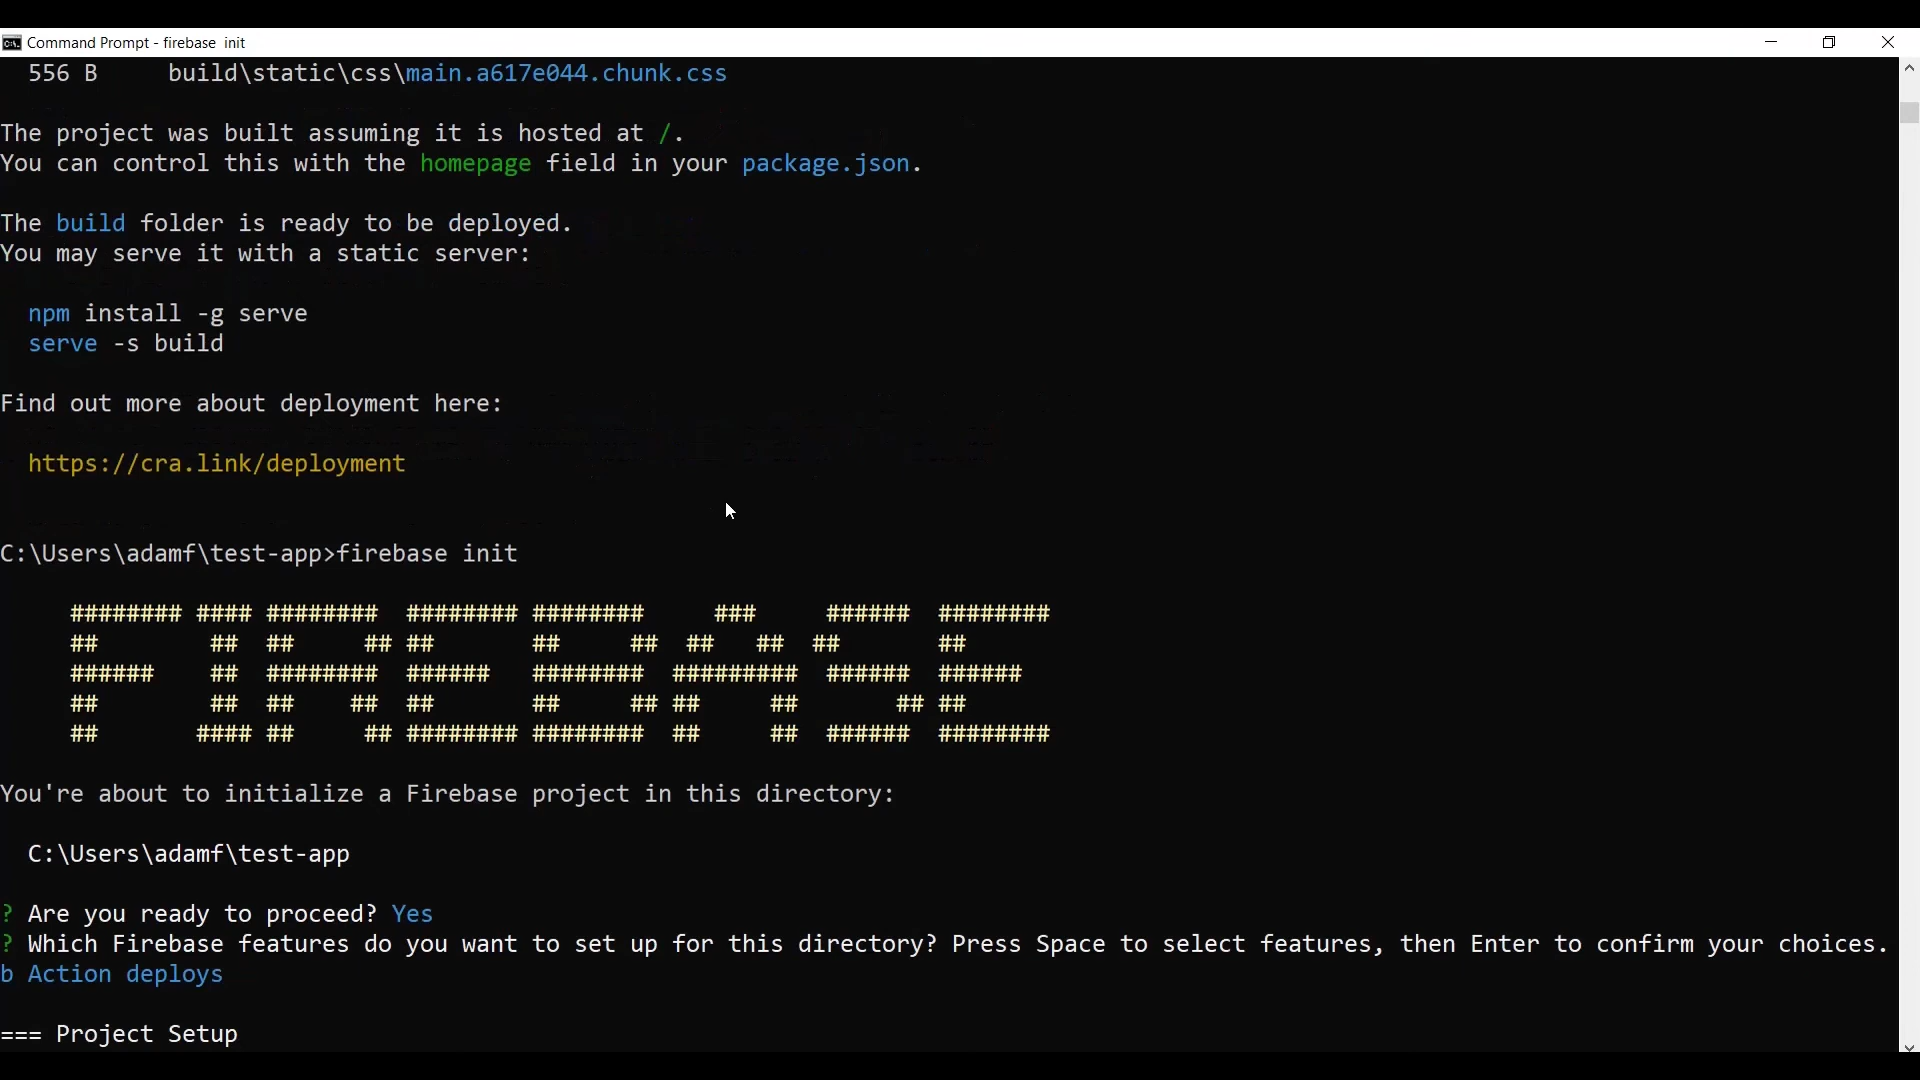 Command Prompt - firebase  init
556 B     build\static\css\main.a617e044.chunk.css
The project was built assuming it is hosted at /.
You can control this with the homepage field in your package.json.
The build folder is ready to be deployed.
You may serve it with a static server:
npm install -g serve
serve -s build
Find out more about deployment here:
https://cra.link/deployment
C:\Users\adamf\test-app>firebase init
######## #### ########  ######## ########     ###     ######  ########
##        ##  ##     ## ##       ##     ##  ##   ##  ##       ##
######    ##  ########  ######   ########  #########  ######  ######
##        ##  ##    ##  ##       ##     ## ##     ##       ## ##
##       #### ##     ## ######## ########  ##     ##  ######  ########
You're about to initialize a Firebase project in this directory:
C:\Users\adamf\test-app
? Are you ready to proceed? Yes
? Which Firebase features do you want to set up for this directory? Press Space to select features, then Enter to confirm your choices.
b Action deploys
=== Project Setup